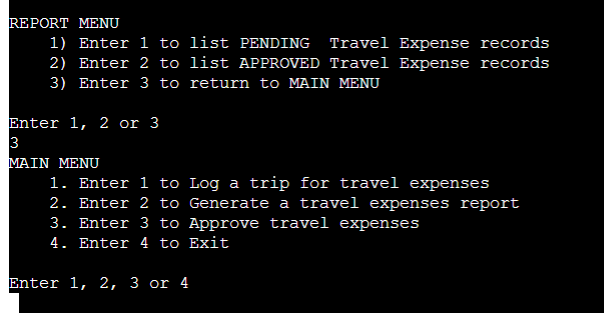 REPORT MENU
1) Enter 1 to list PENDING  Travel Expense records
2) Enter 2 to list APPROVED Travel Expense records
3) Enter 3 to return to MAIN MENU
Enter 1, 2 or 3
3
MAIN MENU
1. Enter 1 to Log a trip for travel expenses
2. Enter 2 to Generate a travel expenses report
3. Enter 3 to Approve travel expenses
4. Enter 4 to Exit
Enter 1, 2, 3 or 4